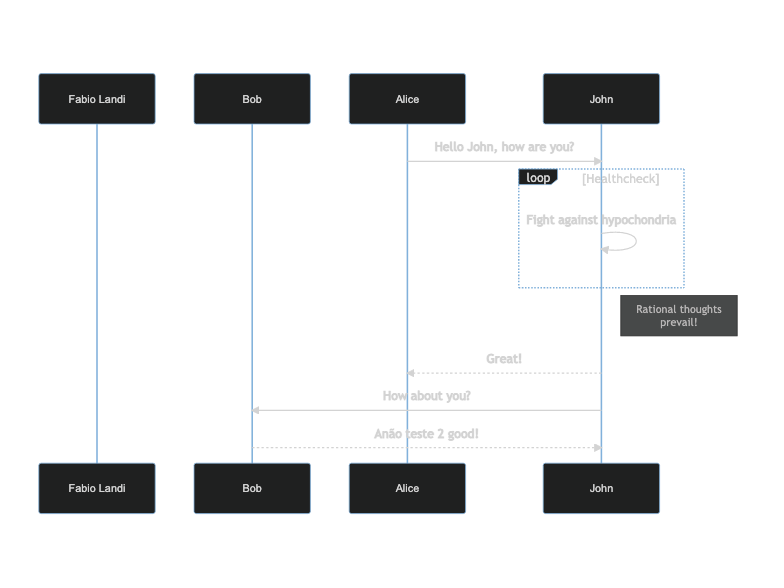 Fabio Landi
Bob
Alice
John
Hello John, how are you?
loop
[Healthcheck]
Fight against hypochondria
Rational thoughts
prevail!
Great!
How about you?
Anão teste 2 good!
Fabio Landi
Bob
Alice
John